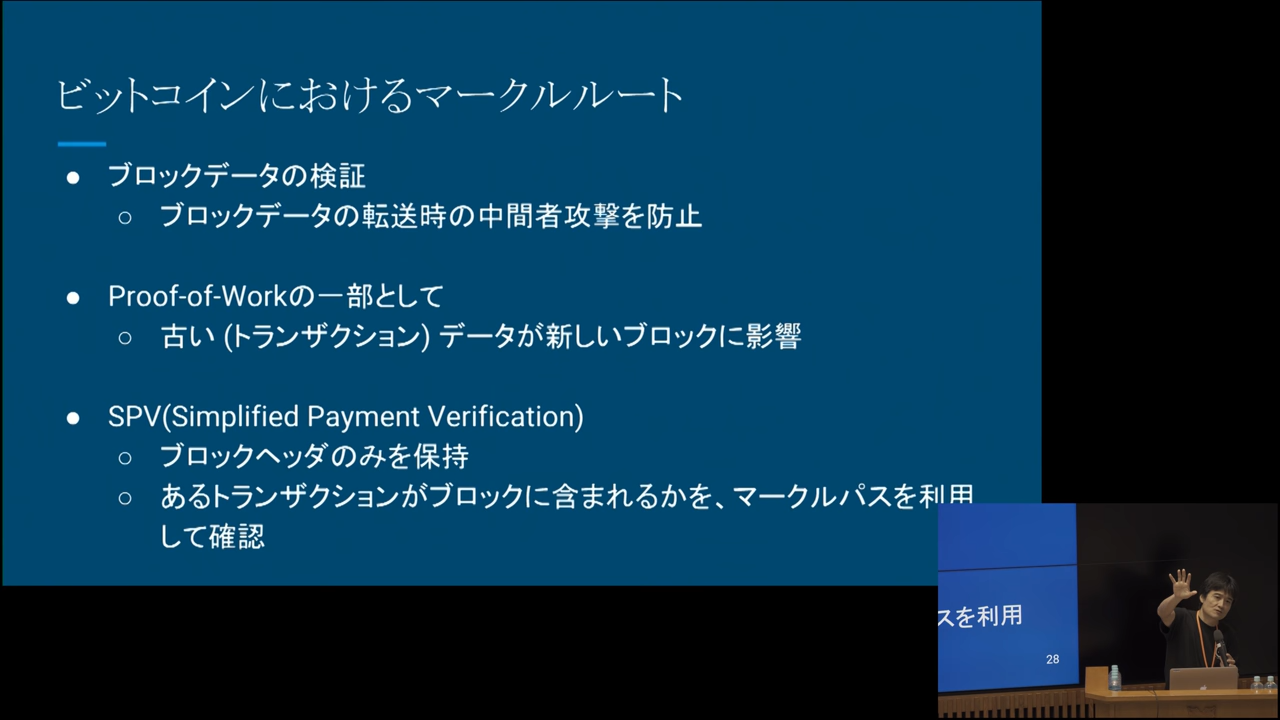 ビットコインにおけるマークルルート
● ブロックデータの検証
○ ブロックデータの転送時の中間者攻撃を防止
● Proof-of-Workの一部として
○ 古い (トランザクション) データが新しいブロックに影響
● SPV(Simplified Payment Verification)
○ ブロックヘッダのみを保持
○ あるトランザクションがブロックに含まれるかを、マークルパスを利用
して確認
スを利用
28